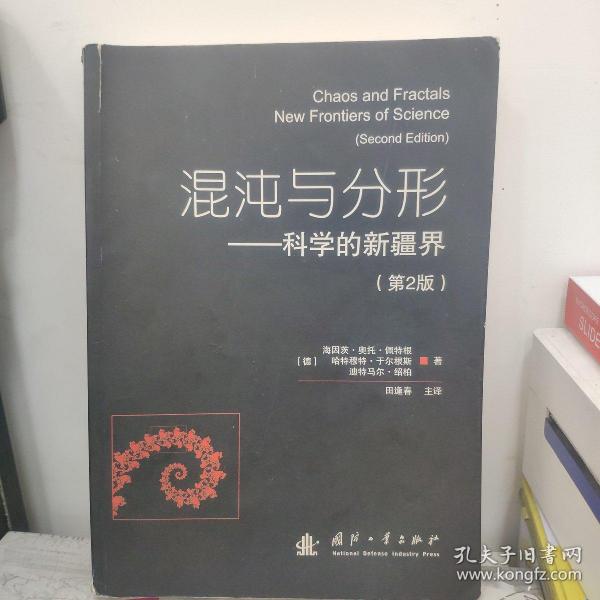 Chaos and Fractals
New Frontiers of Science
(Second Edition)
混沌与分形
——科学的新疆界
（第2版）
海因茨·奥托·佩特根
［德］ 哈特穆特·于尔根斯 ■ 著
迪特马尔·绍柏
田逢春 主译
国防工业出版社
National Defense Industry Press
SLIDE
孔夫子旧书网
www.kongfz.com